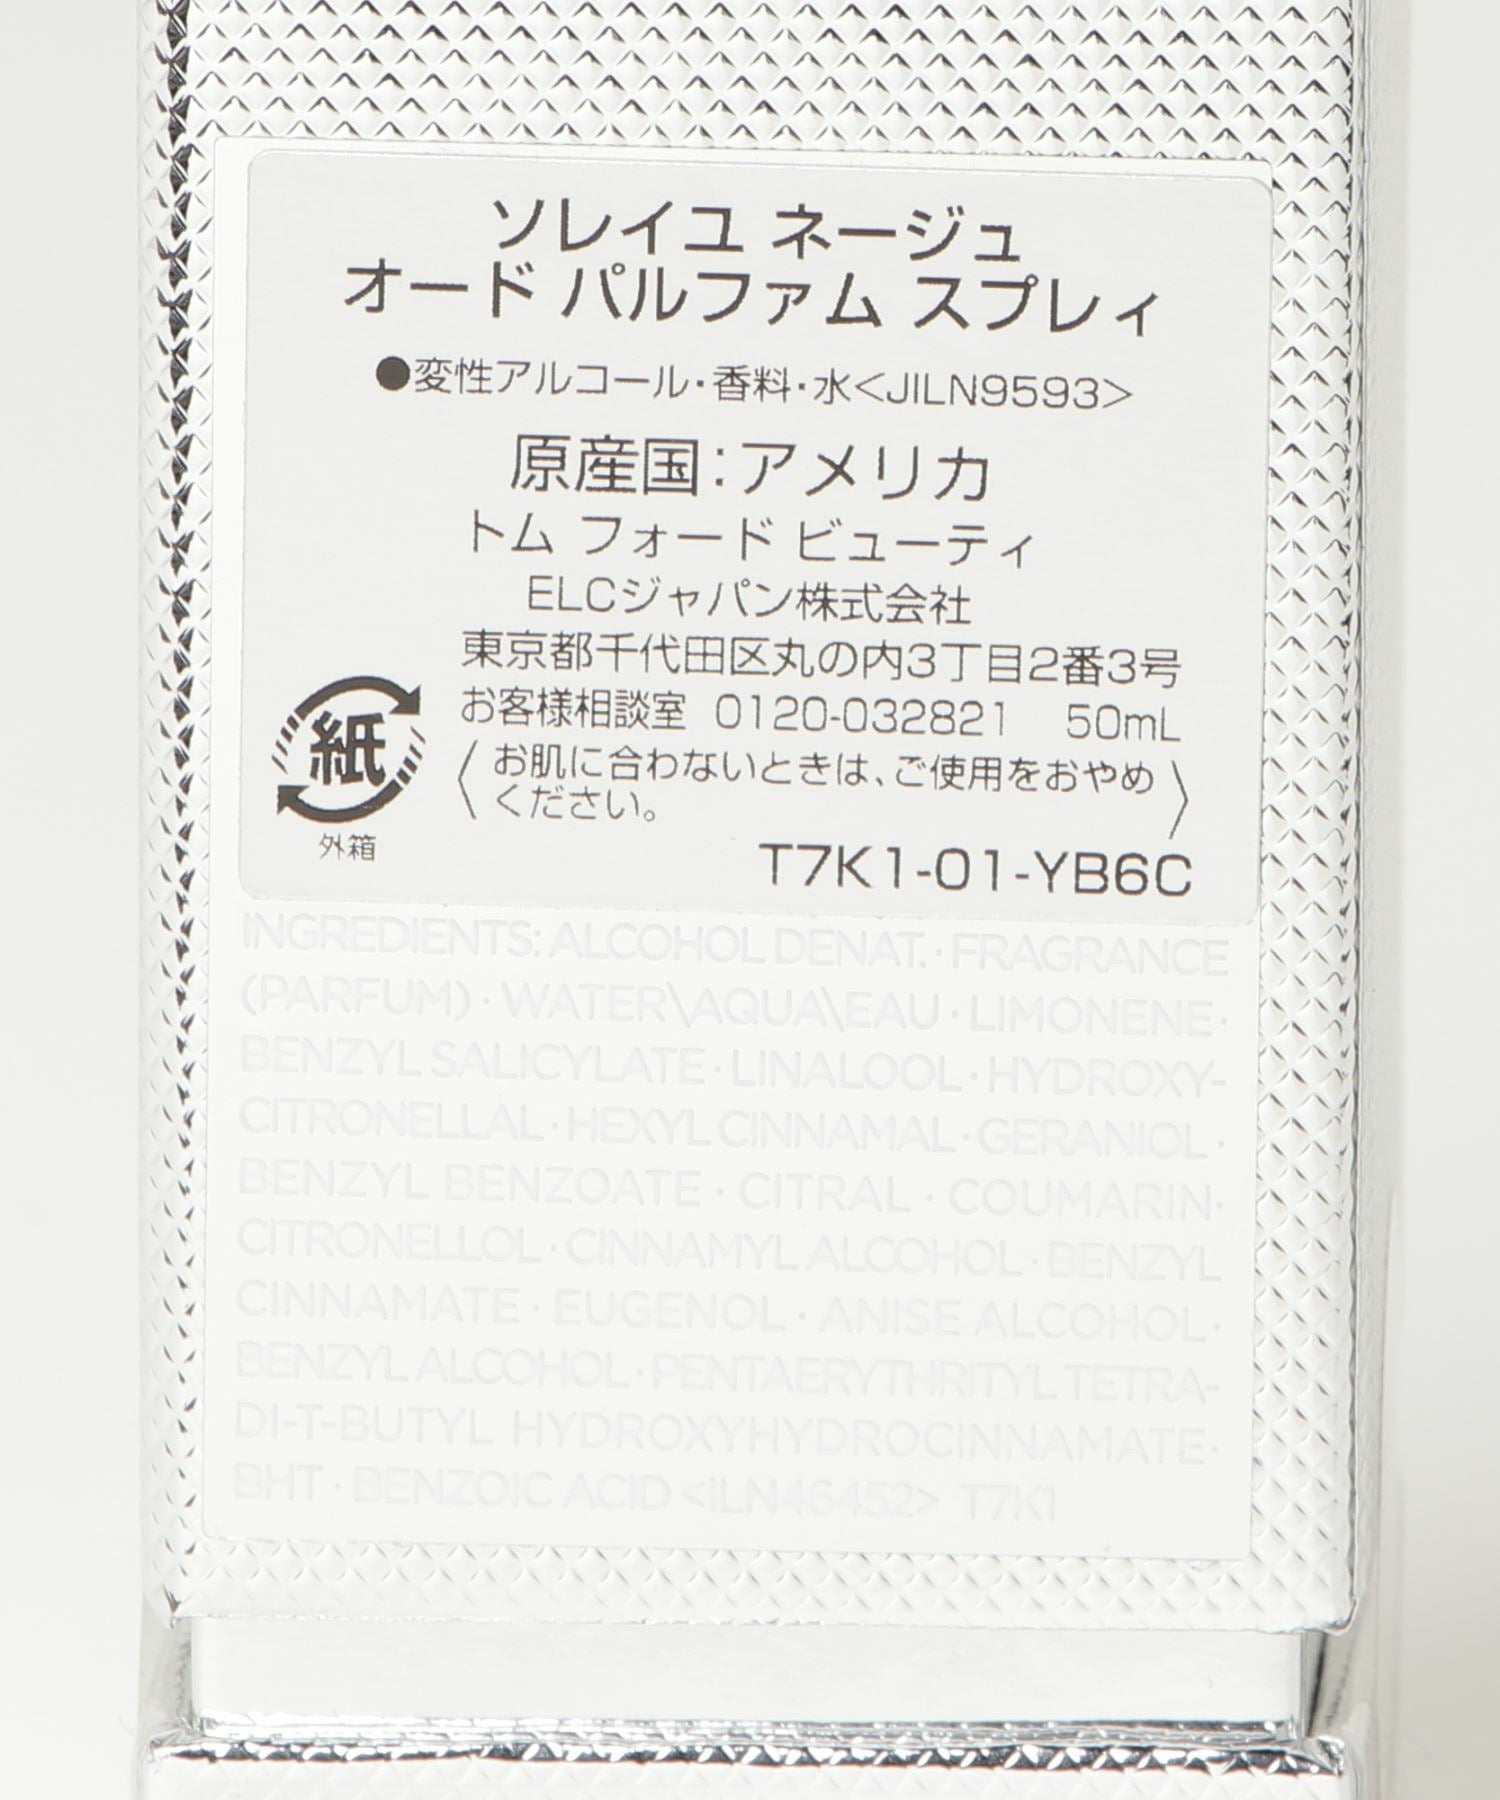 ソレイユ ネージュ
オード パルファム スプレィ
●変性アルコール・香料・水<JILN9593>
原産国:アメリカ
トム フォード ビューティ
ELCジャパン株式会社
東京都千代田区丸の内3丁目2番3号
お客様相談室 0120-032821 50mL
〈お肌に合わないときは、ご使用をおやめ
ください。〉
紙
外箱
T7K1-01-YB6C
INGREDIENTS: ALCOHOL DENAT. · FRAGRANCE
(PARFUM) · WATER\AQUA\EAU · LIMONENE ·
BENZYL SALICYLATE · LINALOOL · HYDROXY-
CITRONELLAL · HEXYL CINNAMAL · GERANIOL ·
BENZYL BENZOATE · CITRAL · COUMARIN ·
CITRONELLOL · CINNAMYL ALCOHOL · BENZYL
CINNAMATE · EUGENOL · ANISE ALCOHOL ·
BENZYL ALCOHOL · PENTAERYTHRITYL TETRA-
DI-T-BUTYL HYDROXYHYDROCINNAMATE ·
BHT · BENZOIC ACID <ILN46452> T7K1